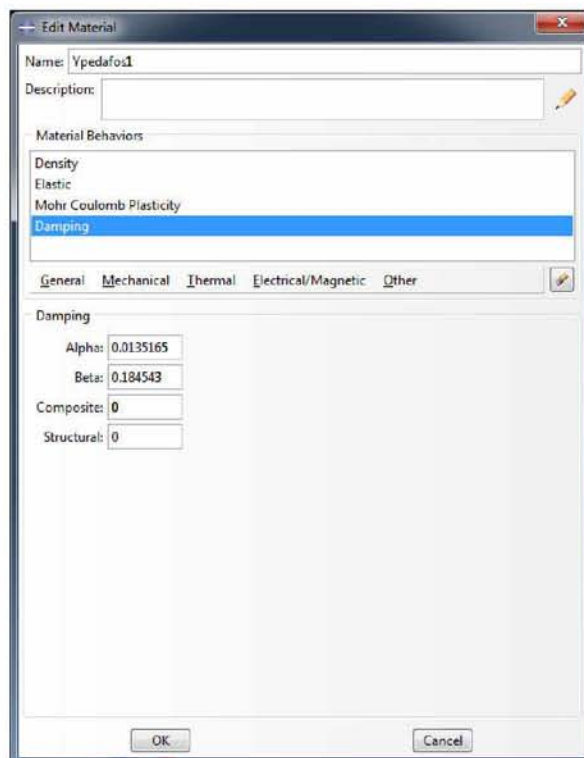 Edit Material
Name: Ypedafos1
Description:
Material Behaviors
Density
Elastic
Mohr Coulomb Plasticity
Damping
General Mechanical Thermal Electrical/Magnetic Other
Damping
Alpha: 0.0135165
Beta: 0.184543
Composite: 0
Structural: 0
OK Cancel